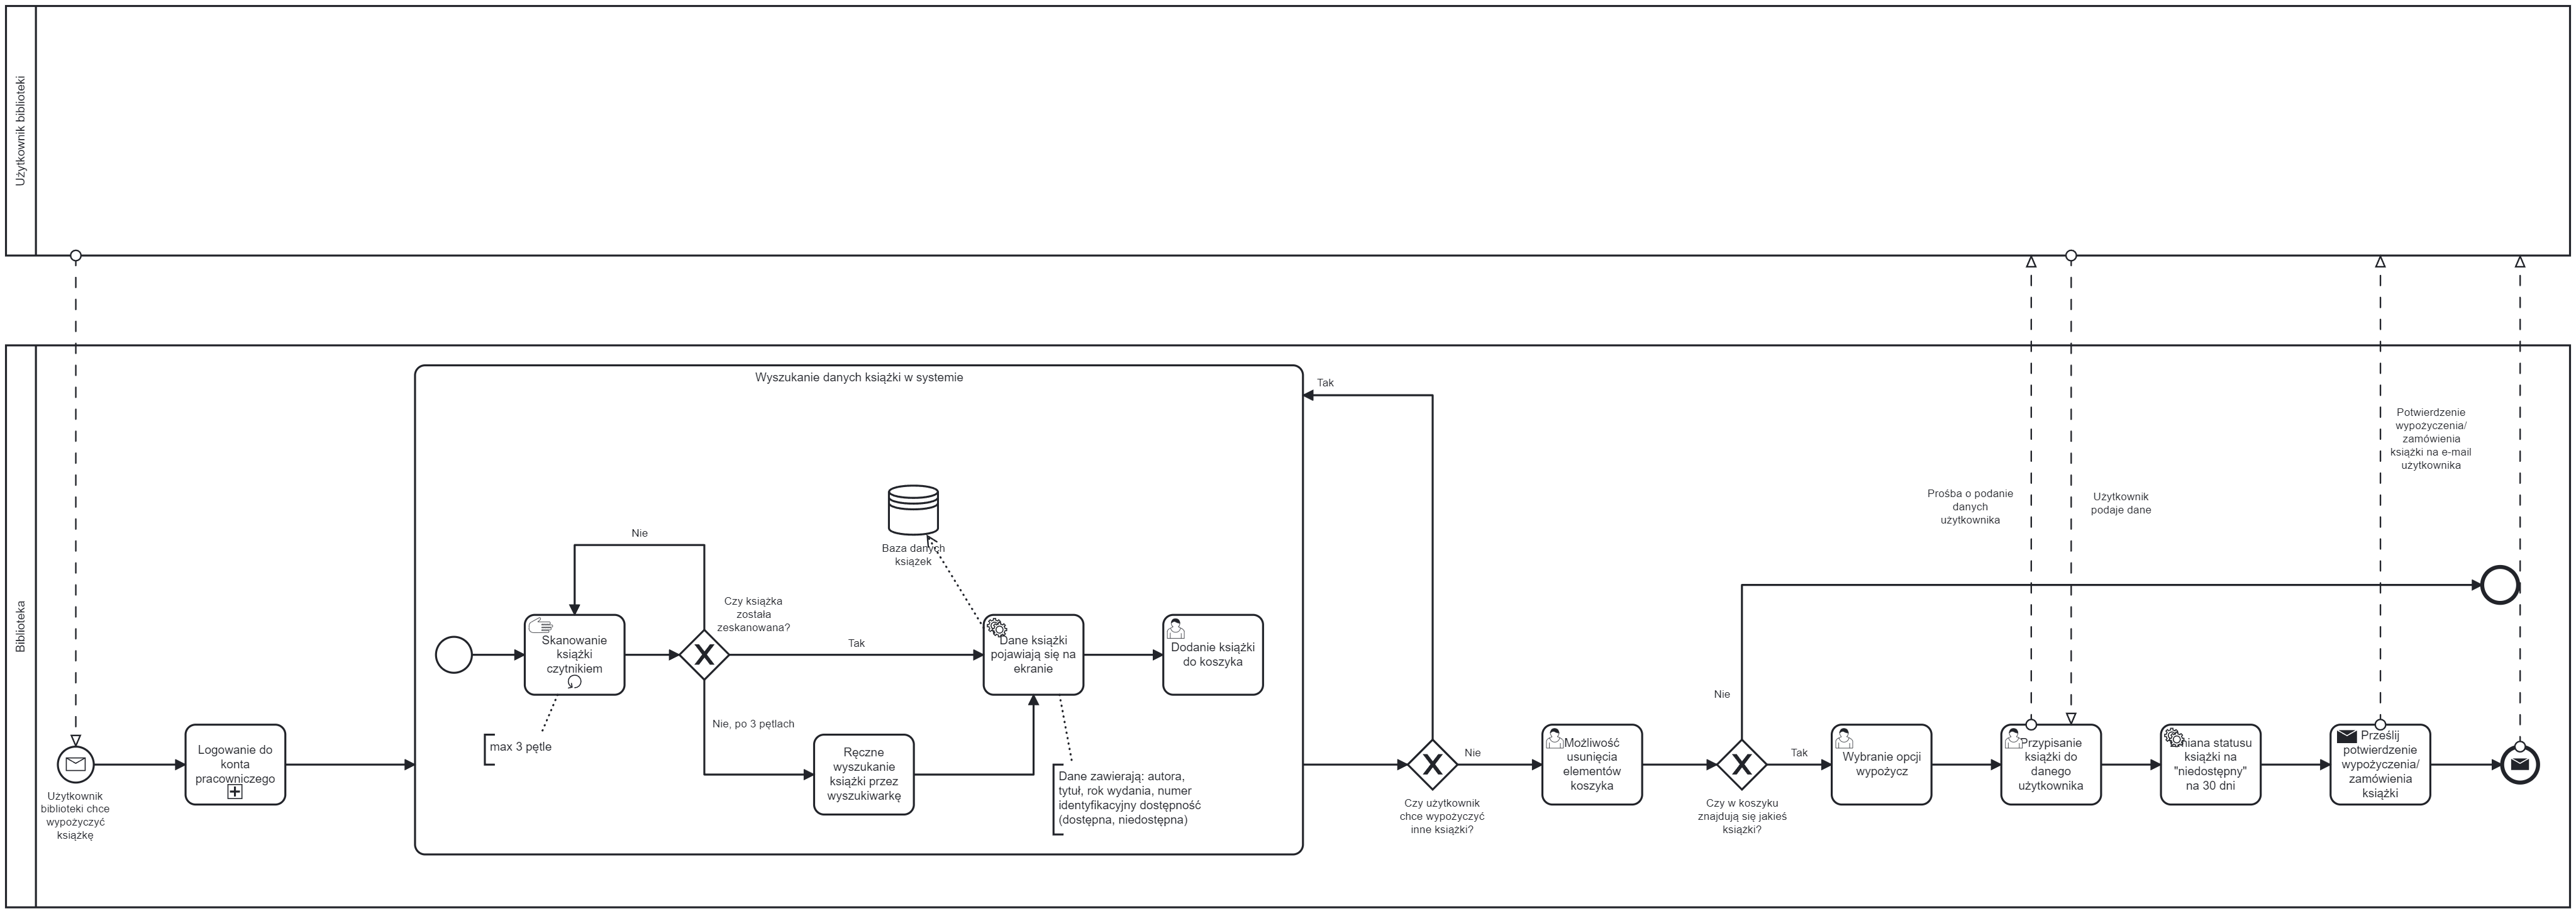 Użytkownik biblioteki
Biblioteka
Użytkownik
biblioteki chce
wypożyczyć
książkę
Logowanie do
konta
pracowniczego
Wyszukanie danych książki w systemie
Skanowanie
książki
czytnikiem
max 3 pętle
Nie
Czy książka
została
zeskanowana?
Tak
Nie, po 3 pętlach
Ręczne
wyszukanie
książki przez
wyszukiwarkę
Baza danych
książek
Dane książki
pojawiają się na
ekranie
Dane zawierają: autora,
tytuł, rok wydania, numer
identyfikacyjny dostępność
(dostępna, niedostępna)
Dodanie książki
do koszyka
Tak
Czy użytkownik
chce wypożyczyć
inne książki?
Nie
Możliwość
usunięcia
elementów
koszyka
Czy w koszyku
znajdują się jakieś
książki?
Nie
Tak
Wybranie opcji
wypożycz
Prośba o podanie
danych
użytkownika
Użytkownik
podaje dane
Przypisanie
książki do
danego
użytkownika
Zmiana statusu
książki na
"niedostępny"
na 30 dni
Potwierdzenie
wypożyczenia/
zamówienia
książki na e-mail
użytkownika
Prześlij
potwierdzenie
wypożyczenia/
zamówienia
książki